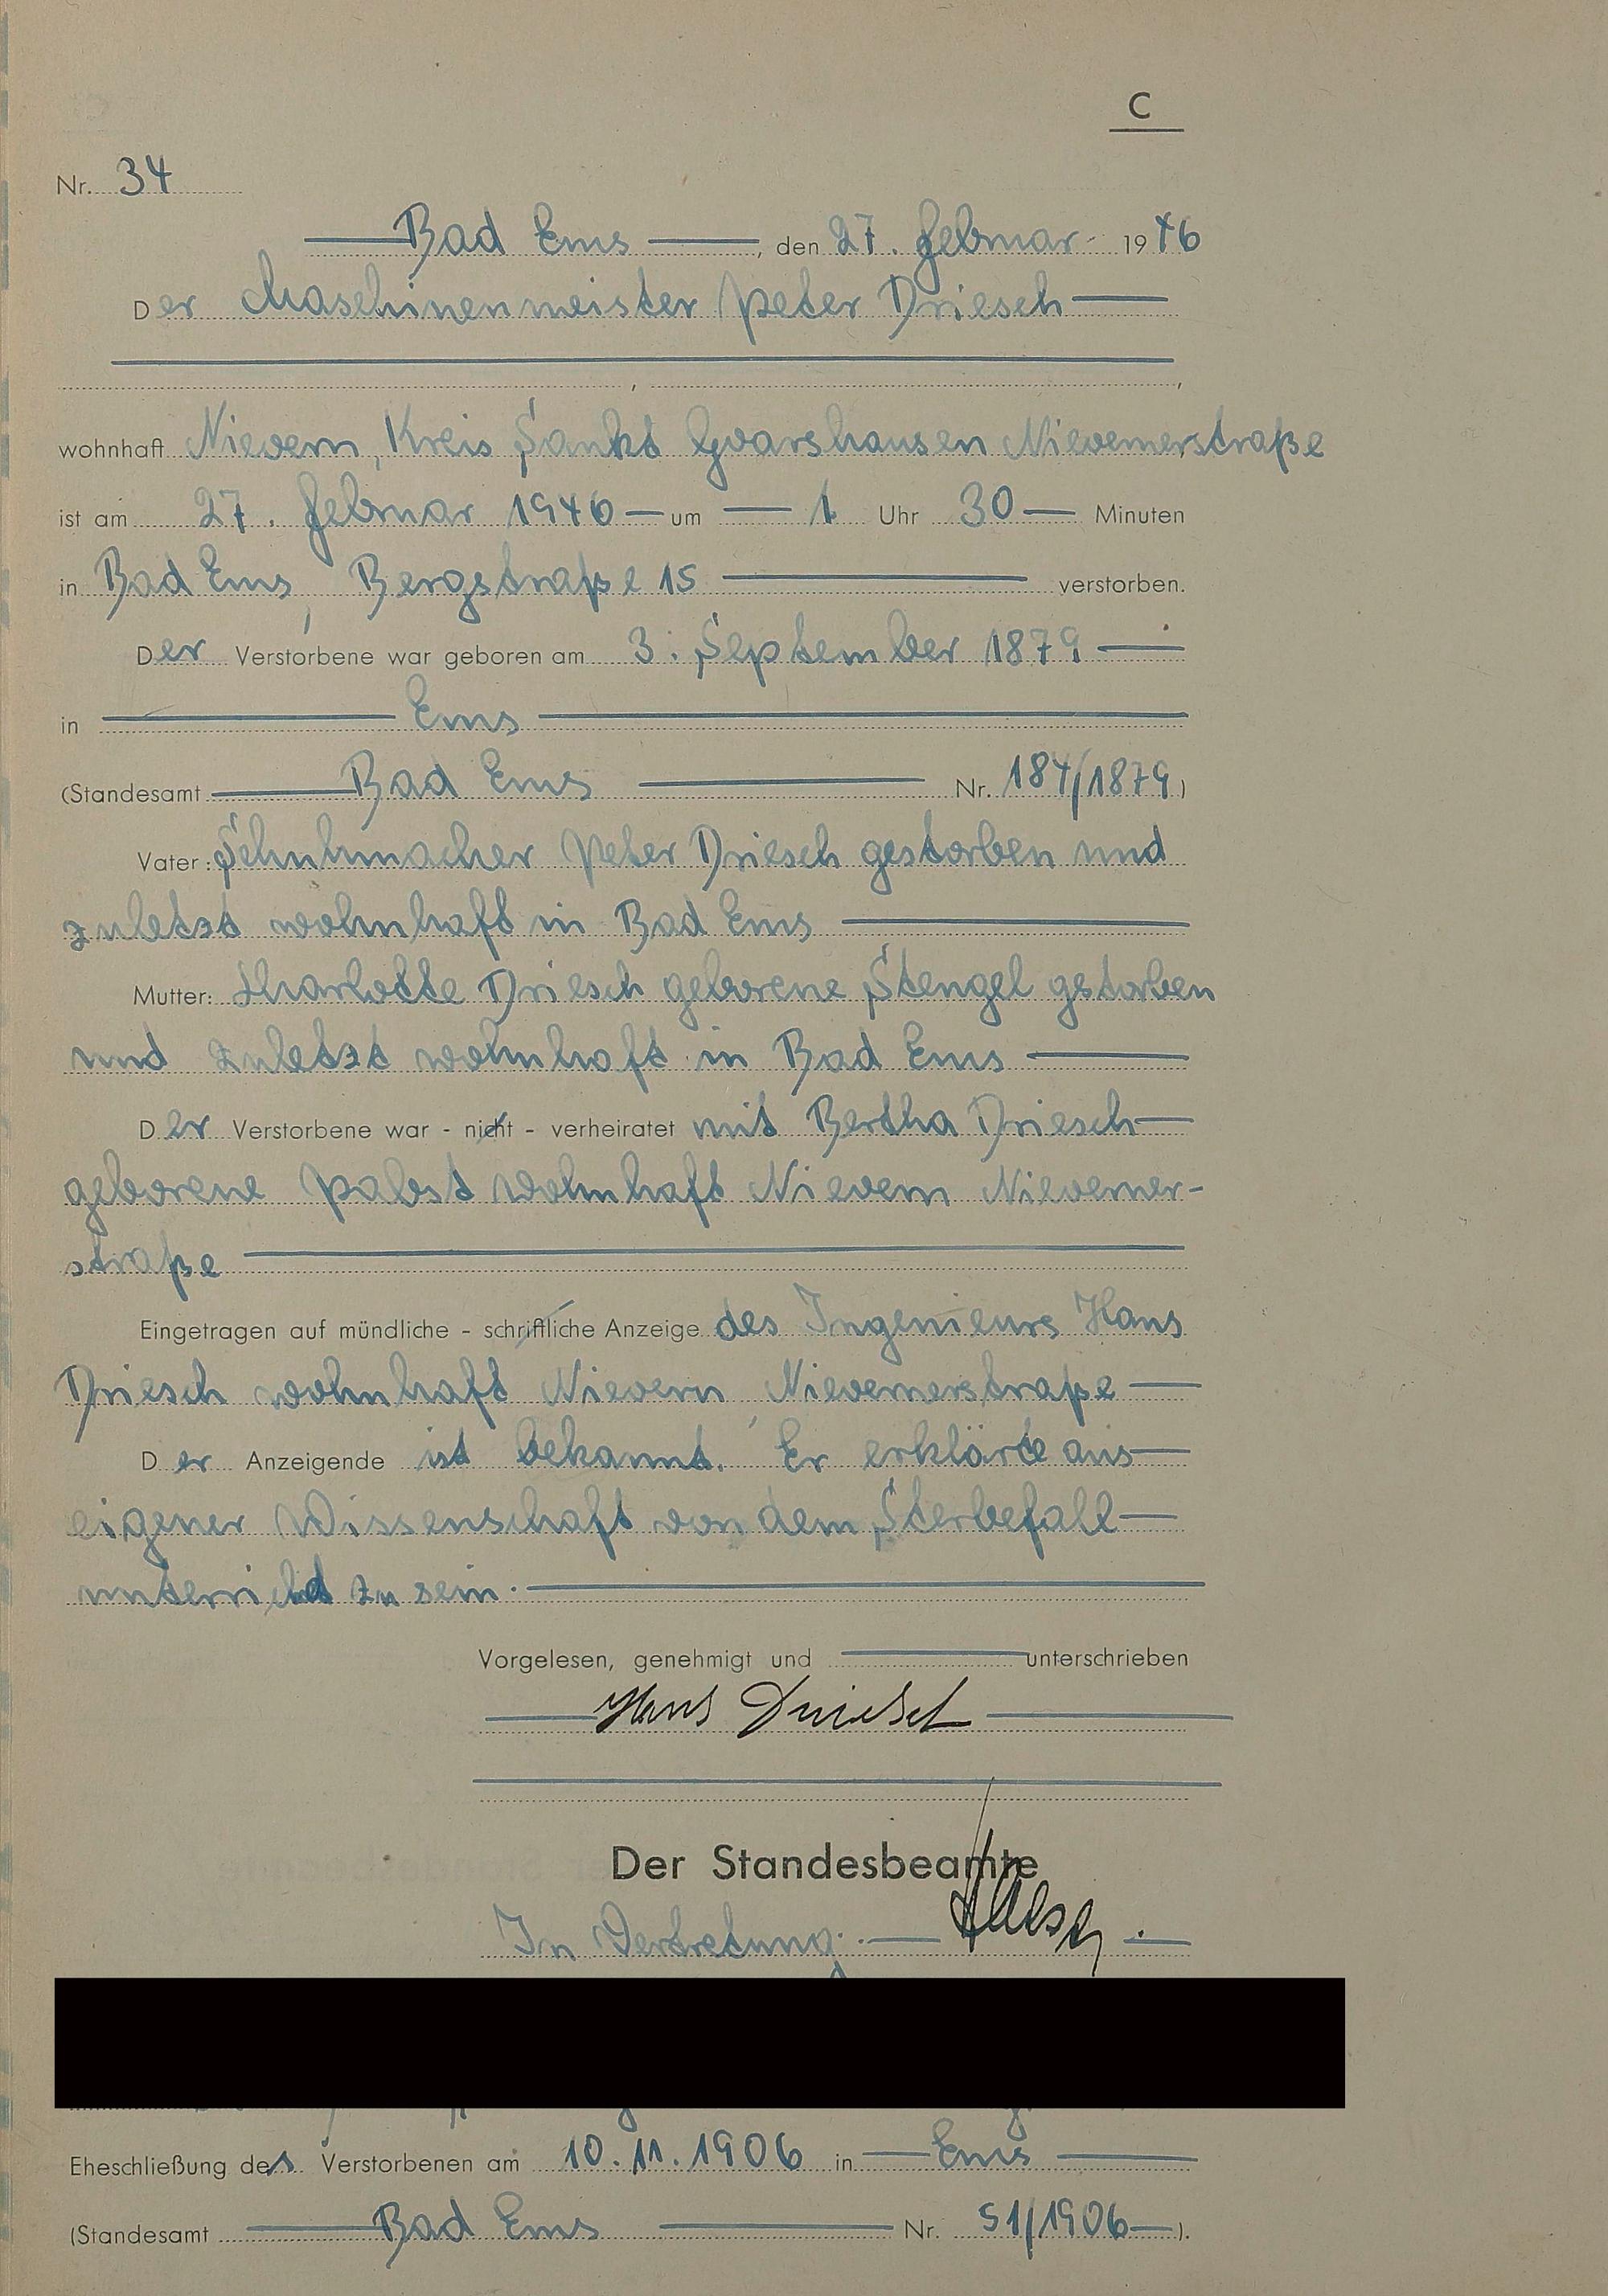 C
Nr. 34
Bad Ems, den 27. Februar 1946
Der Maschinenmeister Peter Driesch
wohnhaft Nievern, Kreis Sankt Goarshausen Nievernerstraße
ist am 27. Februar 1946 um 1 Uhr 30 Minuten
in Bad Ems, Bergstraße 15 verstorben.
Der Verstorbene war geboren am 3. September 1879
in Ems
(Standesamt Bad Ems Nr. 184/1879)
Vater: Schuhmacher Peter Driesch gestorben und
zuletzt wohnhaft in Bad Ems
Mutter: Charlotte Driesch geborene Stengel gestorben
und zuletzt wohnhaft in Bad Ems
Der Verstorbene war - nicht - verheiratet mit Bertha Driesch
geborene Pabst wohnhaft Nievern Nieverner-
straße
Eingetragen auf mündliche - schriftliche Anzeige des Ingenieurs Hans
Driesch wohnhaft Nievern Nievernerstraße
Der Anzeigende ist bekannt. Er erklärte aus
eigener Wissenschaft von dem Sterbefall
unterricht zu sein.
Vorgelesen, genehmigt und unterschrieben
Hans Driesch
Der Standesbeamte
In Vertretung:
Eheschließung des Verstorbenen am 10.11.1906 in Ems
(Standesamt Bad Ems Nr. 51/1906).